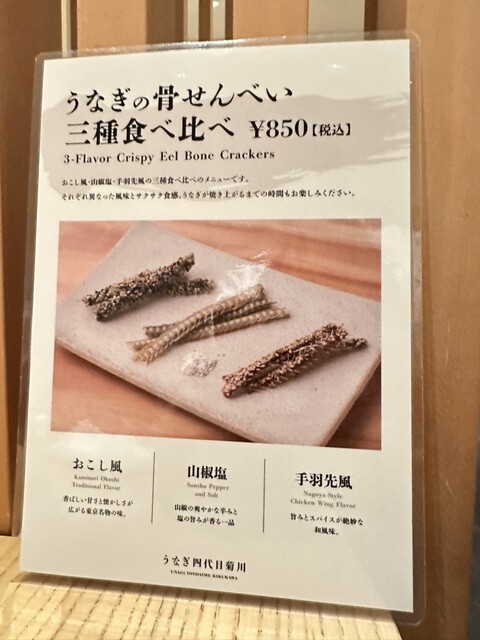 うなぎの骨せんべい
三種食べ比べ ¥850【税込】
3-Flavor Crispy Eel Bone Crackers
おこし風・山椒塩・手羽先風の三種食べ比べのメニューです。
それぞれ異なった風味とサクサク食感。うなぎが焼き上がるまでの時間もお楽しみください。
おこし風
Kaminari Okoshi
Traditional Flavor
香ばしい甘さと懐かしさが
広がる東京名物の味。
山椒塩
Sansho Pepper
and Salt
山椒の爽やかな辛みと
塩の旨みが香る一品
手羽先風
Nagoya-Style
Chicken Wing Flavor
旨みとスパイスが絶妙な
和風味。
うなぎ四代目菊川
UNAGI YONDAIME KIKUKAWA